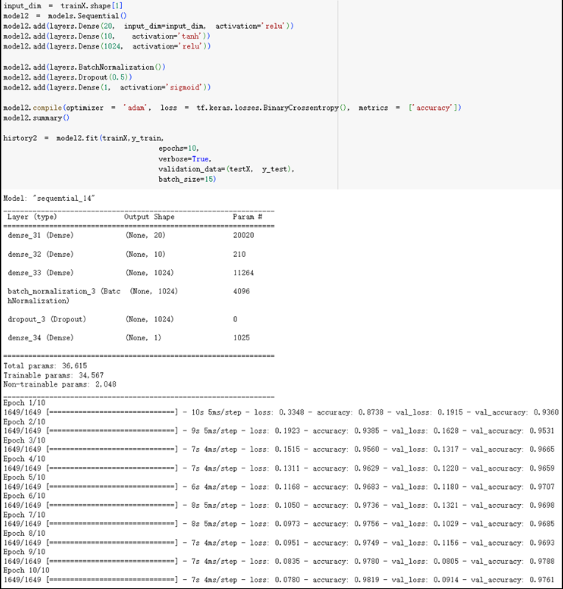 input_dim = trainX.shape[1]
model2 = models.Sequential()
model2.add(layers.Dense(20, input_dim=input_dim, activation='relu'))
model2.add(layers.Dense(10, activation='tanh'))
model2.add(layers.Dense(1024, activation='relu'))
model2.add(layers.BatchNormalization())
model2.add(layers.Dropout(0.5))
model2.add(layers.Dense(1, activation='sigmoid'))
model2.compile(optimizer = 'adam', loss = tf.keras.losses.BinaryCrossentropy(), metrics = ['accuracy'])
model2.summary()
history2 = model2.fit(trainX,y_train,
epochs=10,
verbose=True,
validation_data=(testX, y_test),
batch_size=15)
Model: "sequential_14"
Layer (type) Output Shape Param #
dense_31 (Dense) (None, 20) 20020
dense_32 (Dense) (None, 10) 210
dense_33 (Dense) (None, 1024) 11264
batch_normalization_3 (Batc (None, 1024) 4096
hNormalization)
dropout_3 (Dropout) (None, 1024) 0
dense_34 (Dense) (None, 1) 1025
Total params: 36,615
Trainable params: 34,567
Non-trainable params: 2,048
Epoch 1/10
1649/1649 [==============================] - 10s 5ms/step - loss: 0.3348 - accuracy: 0.8738 - val_loss: 0.1915 - val_accuracy: 0.9360
Epoch 2/10
1649/1649 [==============================] - 9s 5ms/step - loss: 0.1923 - accuracy: 0.9385 - val_loss: 0.1628 - val_accuracy: 0.9531
Epoch 3/10
1649/1649 [==============================] - 7s 4ms/step - loss: 0.1515 - accuracy: 0.9560 - val_loss: 0.1317 - val_accuracy: 0.9665
Epoch 4/10
1649/1649 [==============================] - 7s 4ms/step - loss: 0.1311 - accuracy: 0.9629 - val_loss: 0.1220 - val_accuracy: 0.9659
Epoch 5/10
1649/1649 [==============================] - 6s 4ms/step - loss: 0.1168 - accuracy: 0.9683 - val_loss: 0.1180 - val_accuracy: 0.9707
Epoch 6/10
1649/1649 [==============================] - 8s 5ms/step - loss: 0.1050 - accuracy: 0.9736 - val_loss: 0.1321 - val_accuracy: 0.9698
Epoch 7/10
1649/1649 [==============================] - 8s 5ms/step - loss: 0.0973 - accuracy: 0.9756 - val_loss: 0.1029 - val_accuracy: 0.9685
Epoch 8/10
1649/1649 [==============================] - 7s 4ms/step - loss: 0.0951 - accuracy: 0.9749 - val_loss: 0.1156 - val_accuracy: 0.9693
Epoch 9/10
1649/1649 [==============================] - 7s 4ms/step - loss: 0.0835 - accuracy: 0.9780 - val_loss: 0.0805 - val_accuracy: 0.9788
Epoch 10/10
1649/1649 [==============================] - 7s 4ms/step - loss: 0.0780 - accuracy: 0.9819 - val_loss: 0.0914 - val_accuracy: 0.9761